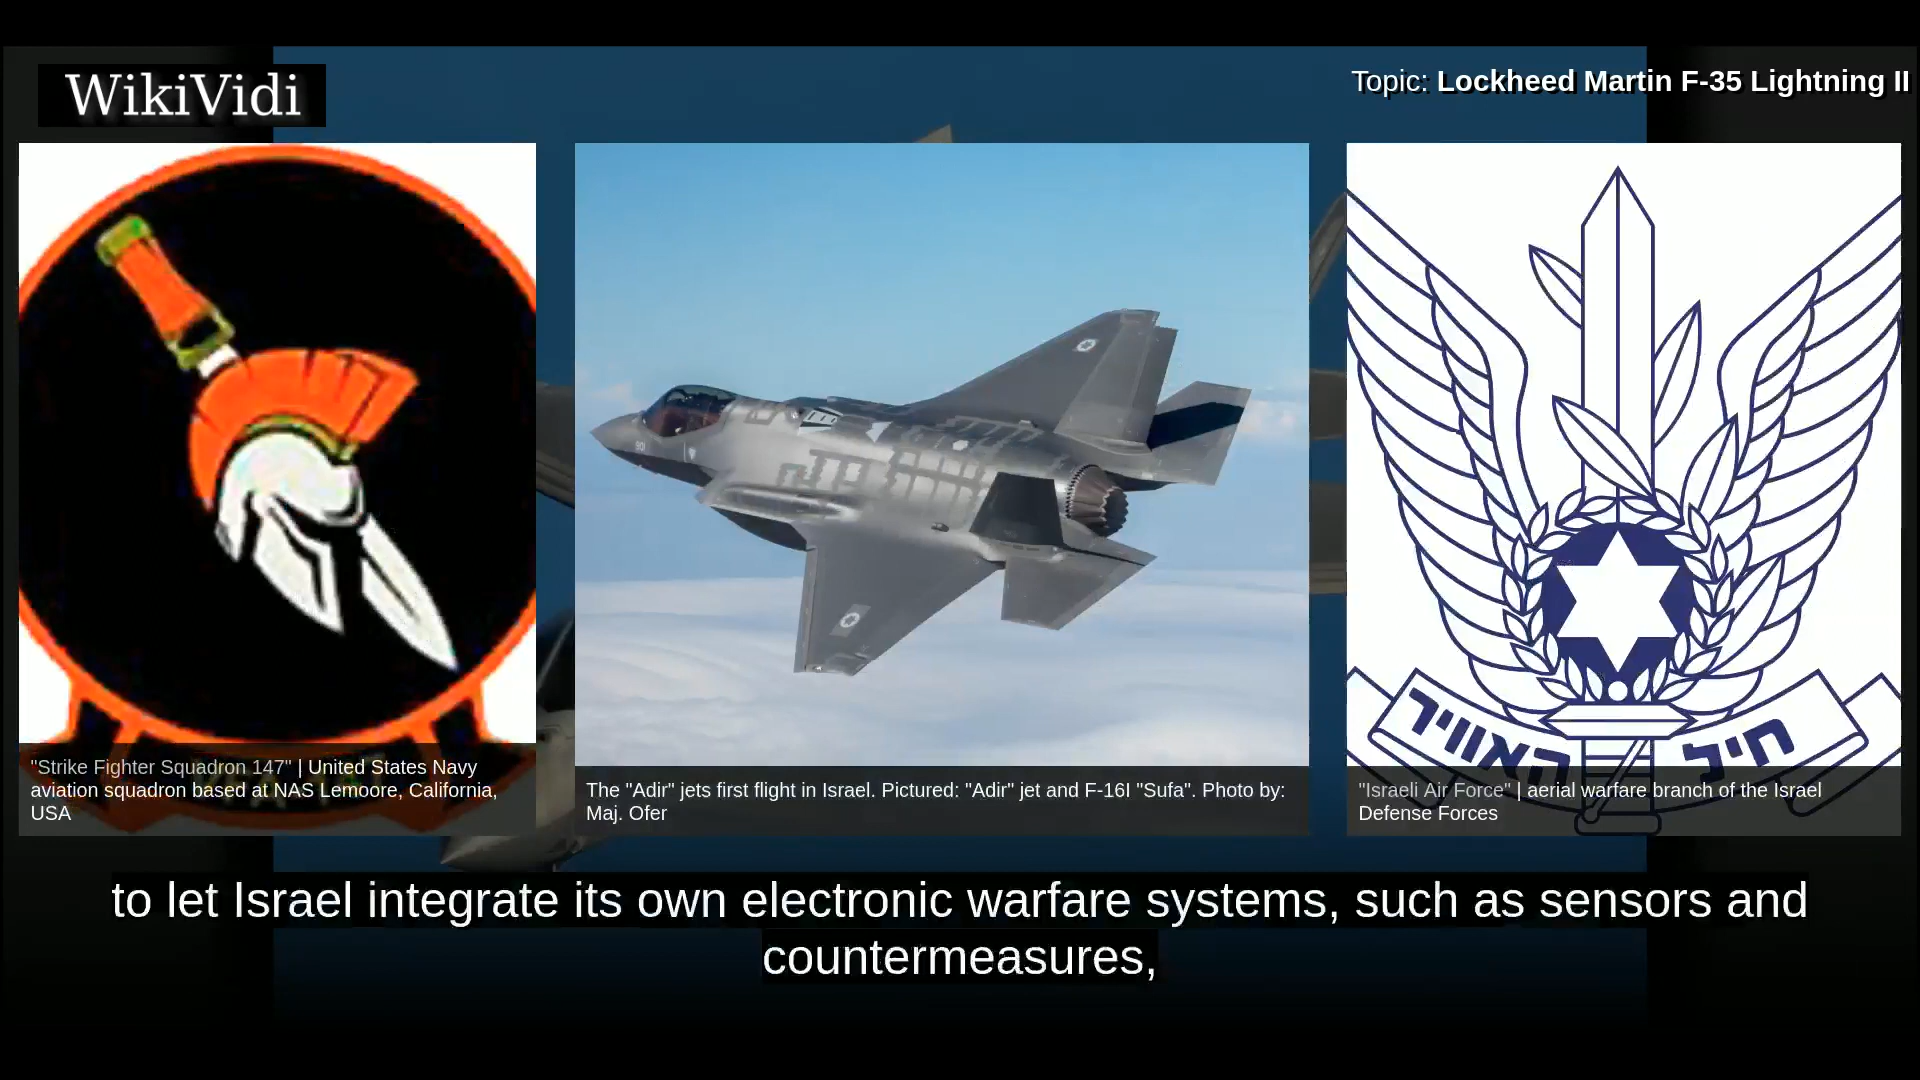 WikiVidi
Topic: Lockheed Martin F-35 Lightning II
"Strike Fighter Squadron 147" | United States Navy
aviation squadron based at NAS Lemoore, California,
USA
The "Adir" jets first flight in Israel. Pictured: "Adir" jet and F-16I "Sufa". Photo by:
Maj. Ofer
חיל האוויר
"Israeli Air Force" | aerial warfare branch of the Israel
Defense Forces
to let Israel integrate its own electronic warfare systems, such as sensors and
countermeasures,